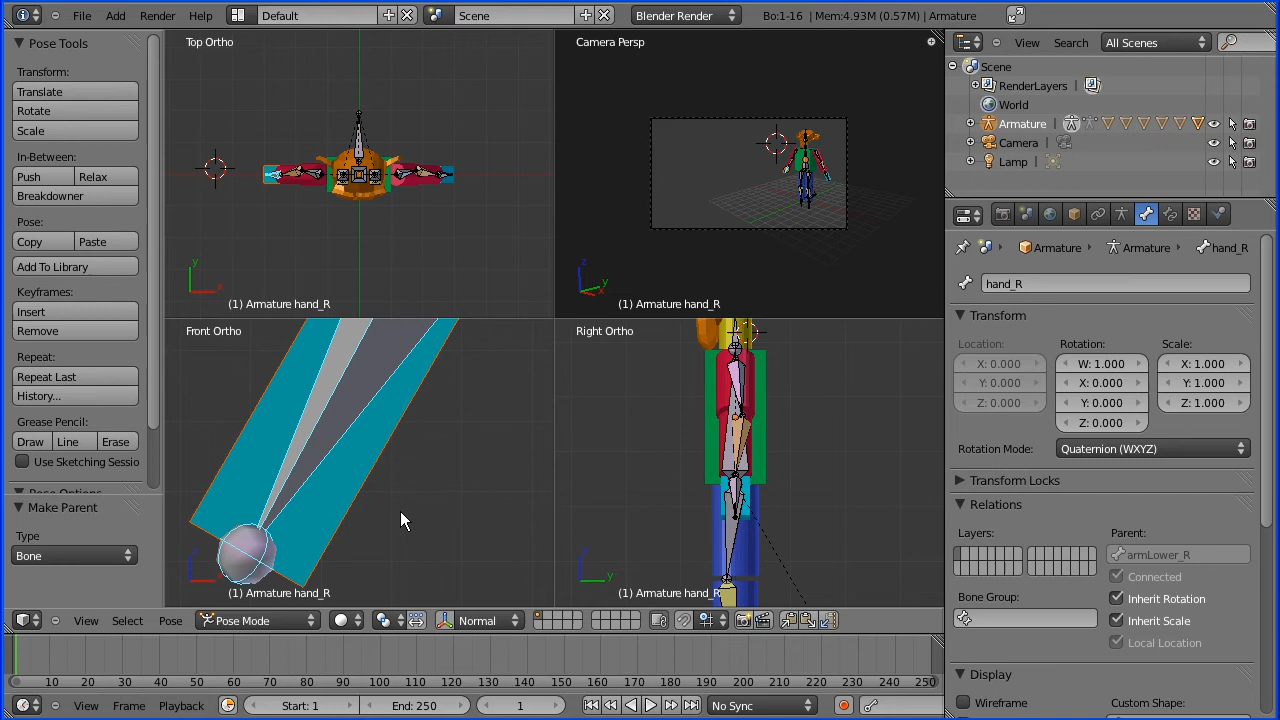 File Add Render Help Default Scene Blender Render Bo:1-16 | Mem:4.93M (0.57M) | Armature
Pose Tools
Transform:
Translate
Rotate
Scale
In-Between:
Push Relax
Breakdowner
Pose:
Copy Paste
Add To Library
Keyframes:
Insert
Remove
Repeat:
Repeat Last
History...
Grease Pencil:
Draw Line Erase
Use Sketching Sessio
Make Parent
Type
Bone
Top Ortho
y
x
(1) Armature hand_R
Camera Persp
z
y
x
(1) Armature hand_R
Front Ortho
z
x
(1) Armature hand_R
Right Ortho
z
y
(1) Armature hand_R
View Select Pose Pose Mode Normal
10 20 30 40 50 60 70 80 90 100 110 120 130 140 150 160 170 180 190 200 210 220 230 240 250
View Frame Playback Start: 1 End: 250 1 No Sync
View Search All Scenes
Scene
RenderLayers |
World
Armature |
Camera |
Lamp |
Armature Armature hand_R
hand_R
Transform
Location: Rotation: Scale:
X: 0.000 W: 1.000 X: 1.000
Y: 0.000 X: 0.000 Y: 1.000
Z: 0.000 Y: 0.000 Z: 1.000
Z: 0.000
Rotation Mode: Quaternion (WXYZ)
Transform Locks
Relations
Layers: Parent:
armLower_R
Connected
Bone Group: Inherit Rotation
Inherit Scale
Local Location
Display
Wireframe Custom Shape: